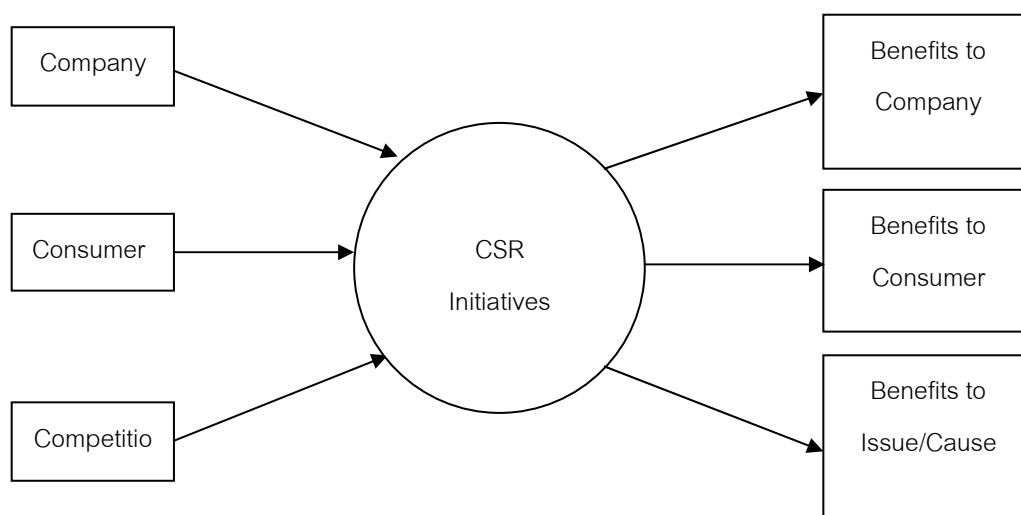 Company
Consumer
Competitio
CSR
Initiatives
Benefits to
Company
Benefits to
Consumer
Benefits to
Issue/Cause